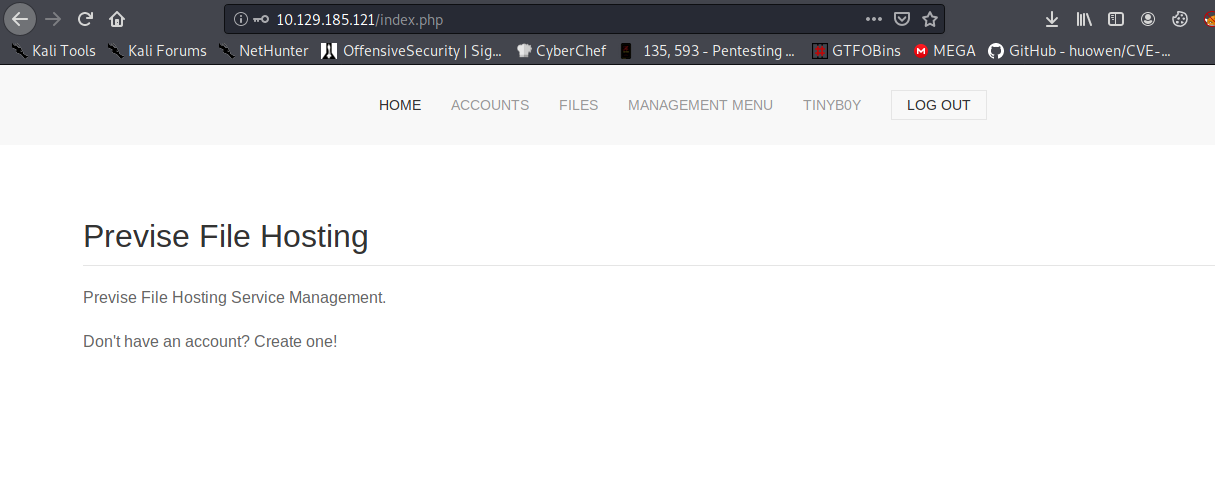 10.129.185.121/index.php
Kali Tools Kali Forums NetHunter OffensiveSecurity | Sig... CyberChef 135, 593 - Pentesting ... GTFOBins MEGA GitHub - huowen/CVE-...
HOME ACCOUNTS FILES MANAGEMENT MENU TINYB0Y LOG OUT
Previse File Hosting
Previse File Hosting Service Management.
Don't have an account? Create one!